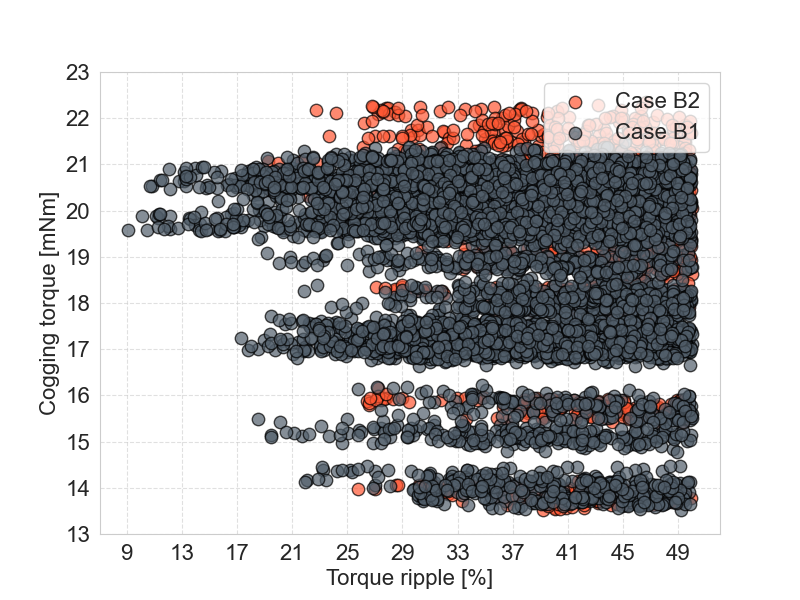 23
22
21
20
19
18
17
16
15
14
13
Cogging torque [mNm]
Case B2
Case B1
9 13 17 21 25 29 33 37 41 45 49
Torque ripple [%]